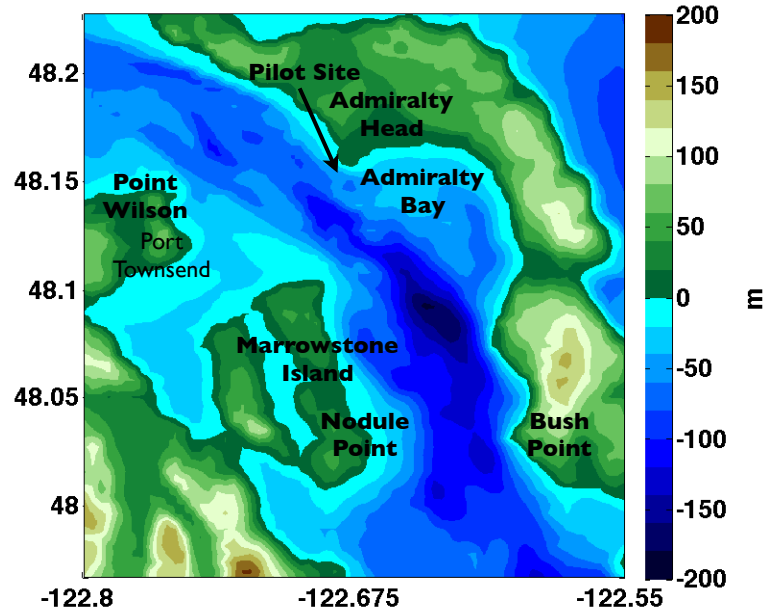 Pilot Site
Admiralty
Head
Admiralty
Bay
Point
Wilson
Port
Townsend
Marrowstone
Island
Nodule
Point
Bush
Point
48.2
48.15
48.1
48.05
48
-122.8
-122.675
-122.55
200
150
100
50
0
-50
-100
-150
-200
m